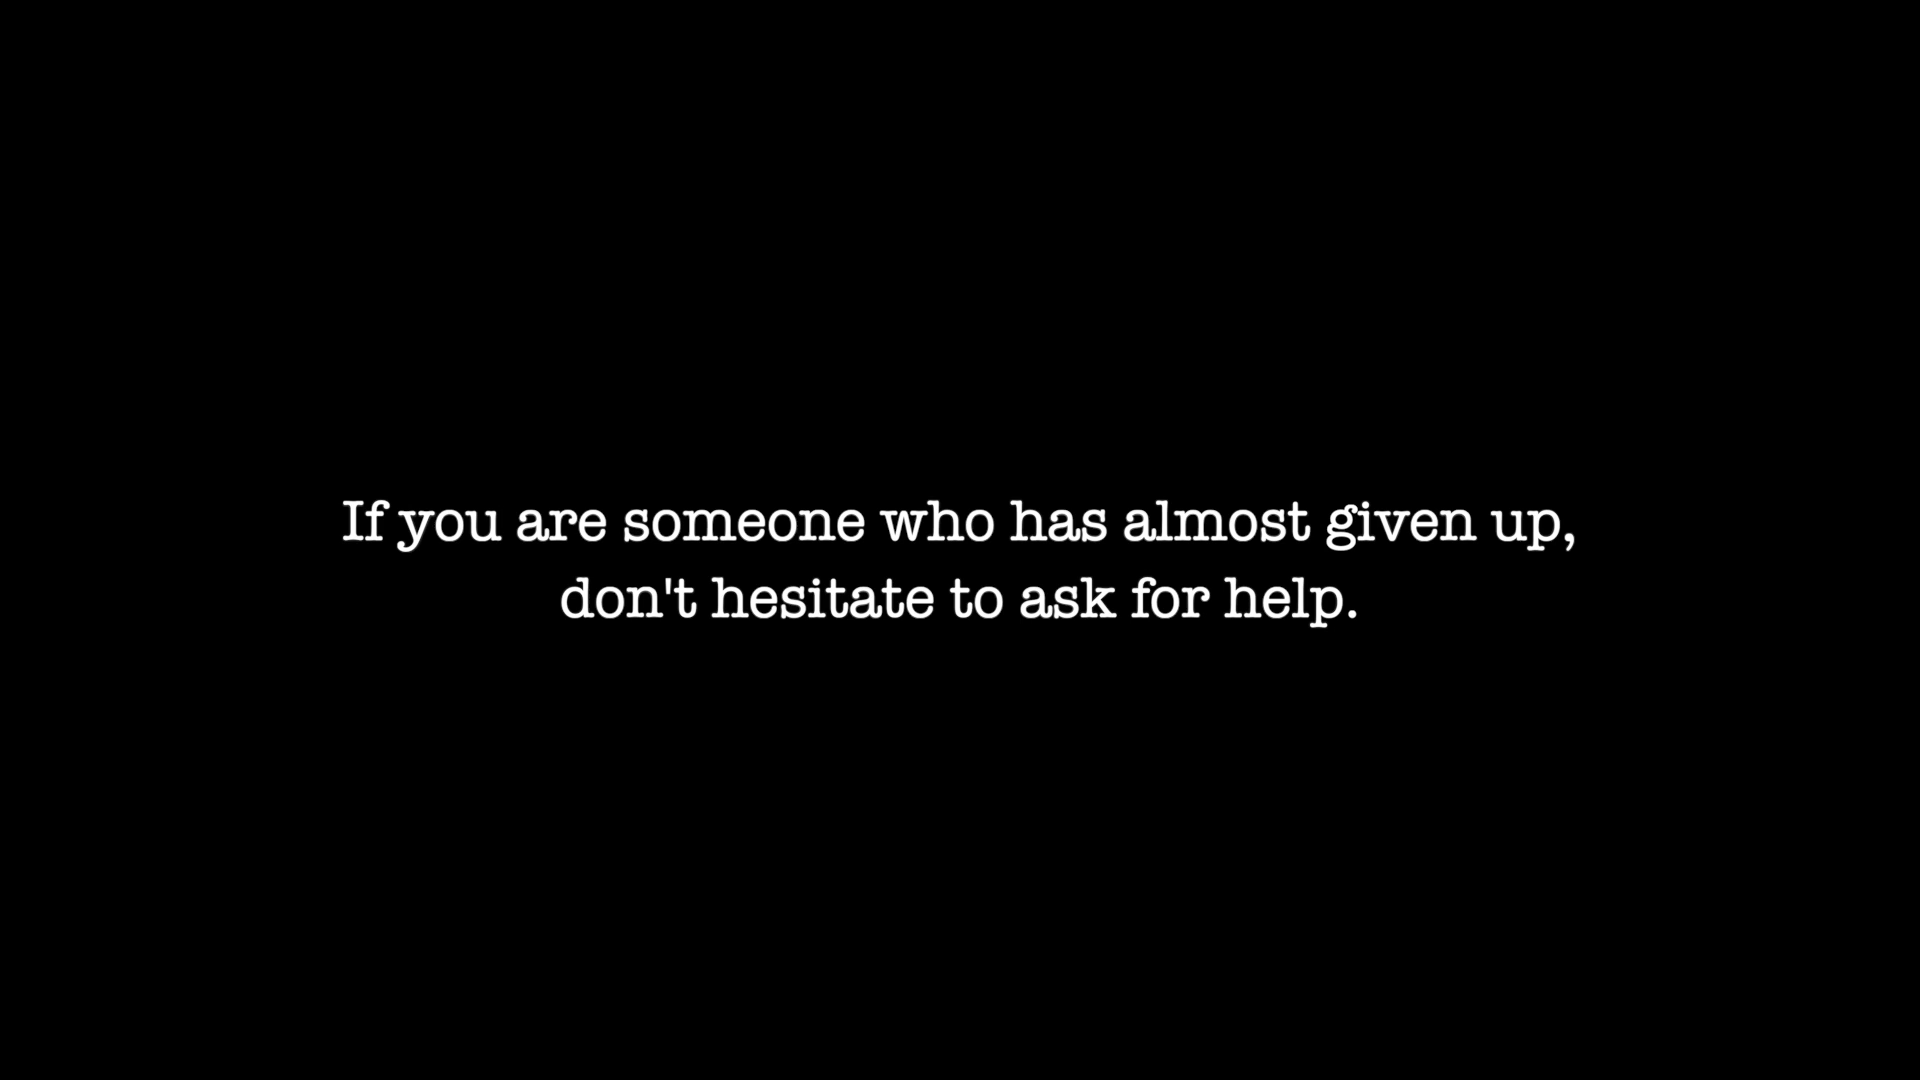 If you are someone who has almost given up,
don't hesitate to ask for help.